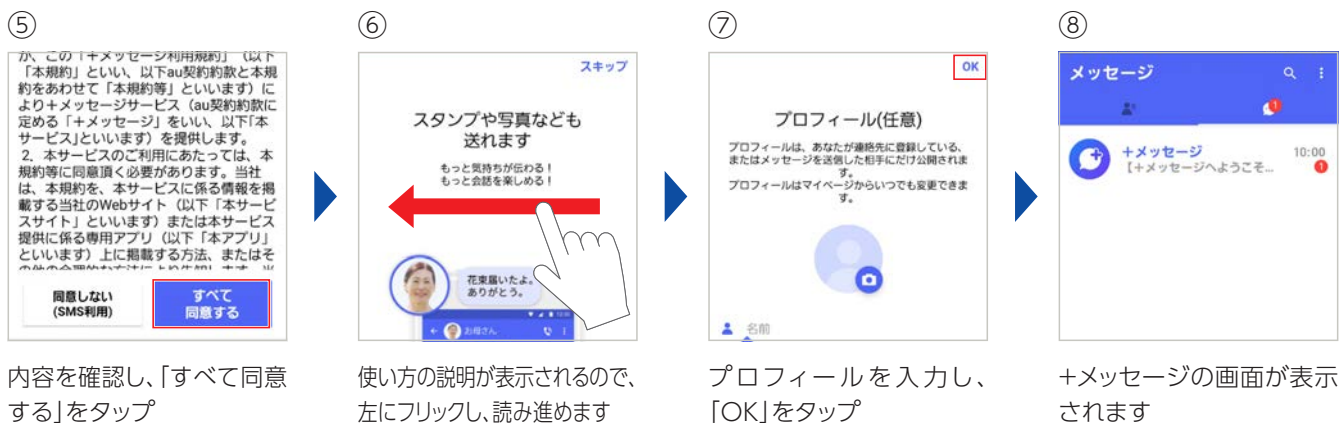 ⑤
か、この「+メッセージ利用規約」（以下
「本規約」といい、以下au契約約款と本規
約をあわせて「本規約等」といいます）に
より+メッセージサービス（au契約約款に
定める「+メッセージ」をいい、以下「本
サービス」といいます）を提供します。
2. 本サービスのご利用にあたっては、本
規約等に同意頂く必要があります。当社
は、本規約を、本サービスに係る情報を掲
載する当社のWebサイト（以下「本サービ
スサイト」といいます）または本サービス
提供に係る専用アプリ（以下「本アプリ」
といいます）上に掲載する方法、またはそ
の他の合理的な方法により告知します。当
同意しない
(SMS利用)
すべて
同意する
内容を確認し、「すべて同意
する」をタップ
⑥
スキップ
スタンプや写真なども
送れます
もっと気持ちが伝わる！
もっと会話を楽しめる！
花束届いたよ。
ありがとう。
12:30
お母さん
使い方の説明が表示されるので、
左にフリックし、読み進めます
⑦
OK
プロフィール(任意)
プロフィールは、あなたが連絡先に登録している、
またはメッセージを送信した相手にだけ公開されま
す。
プロフィールはマイページからいつでも変更できま
す。
名前
プロフィールを入力し、
「OK」をタップ
⑧
メッセージ
1
+メッセージ
10:00
【+メッセージへようこそ...
1
+メッセージの画面が表示
されます